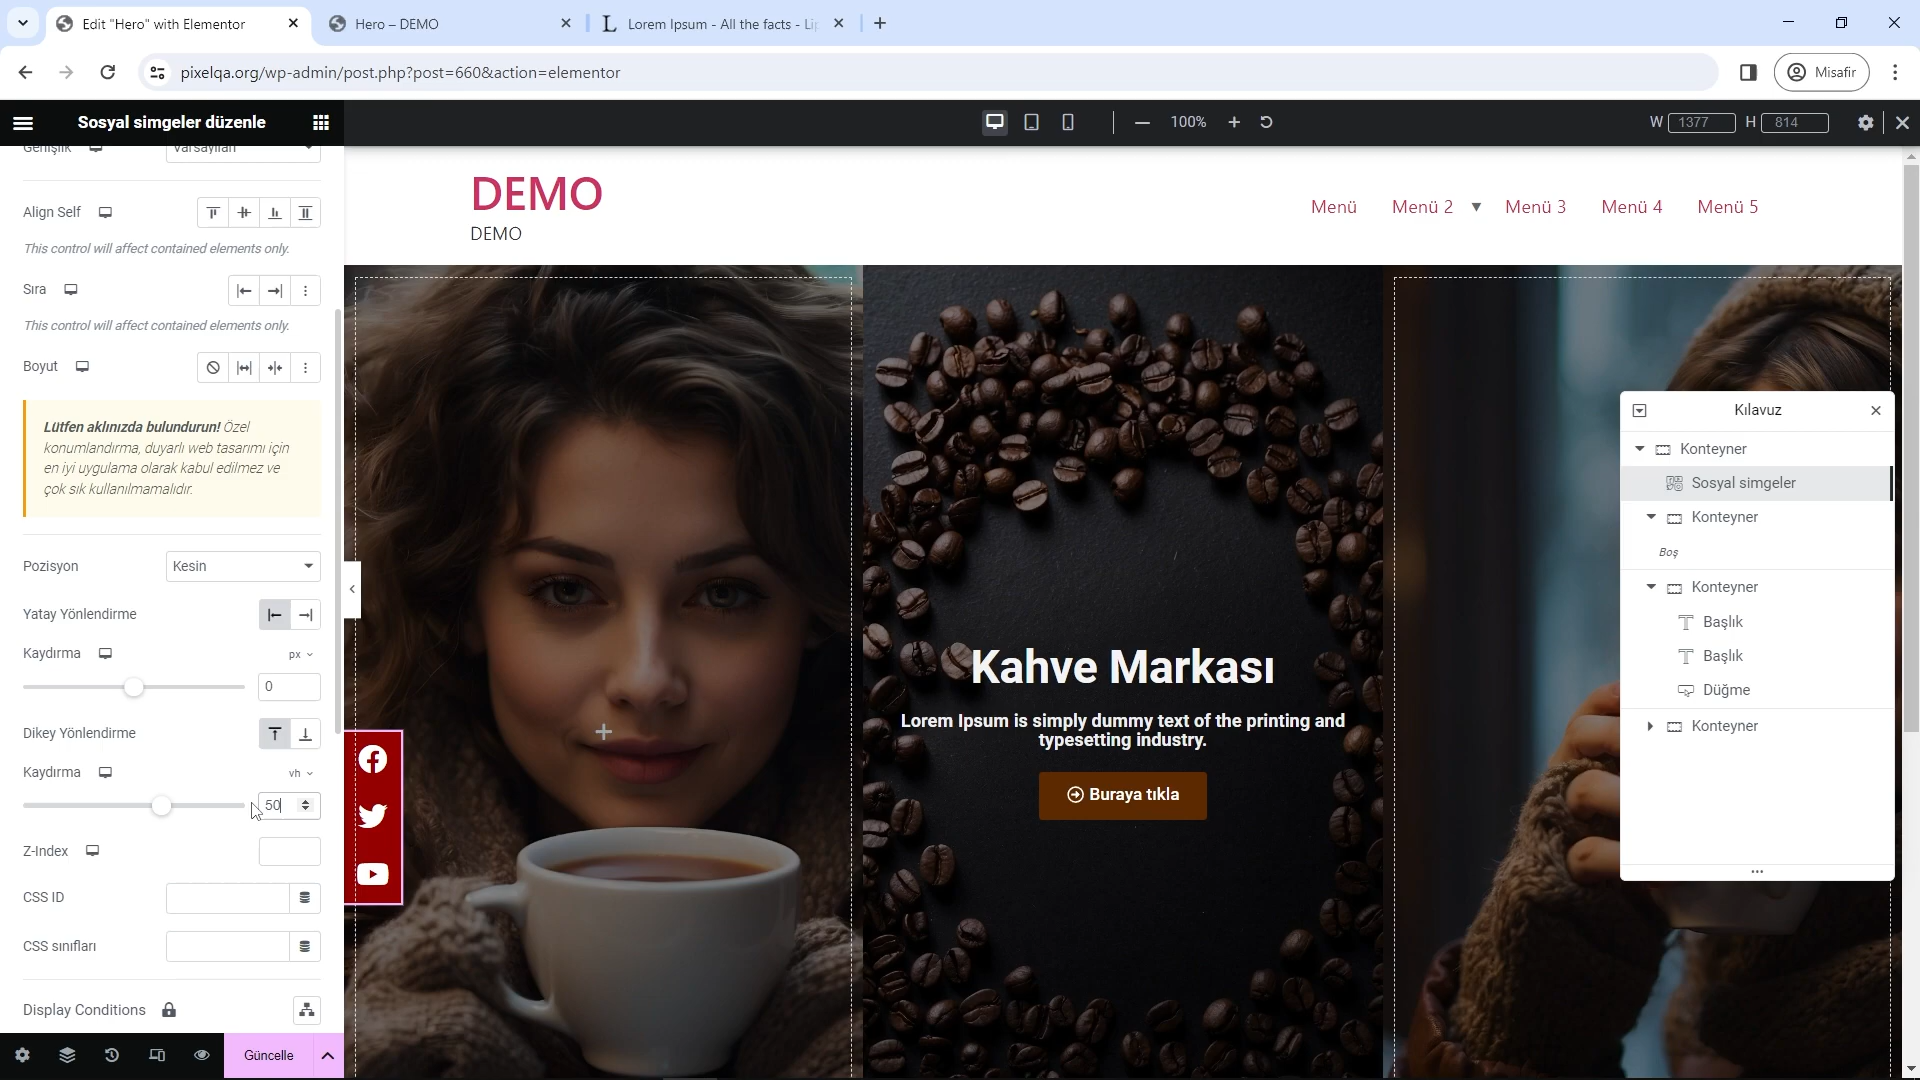 Edit "Hero" with Elementor
Hero – DEMO
Lorem Ipsum - All the facts - Lip
pixelqa.org/wp-admin/post.php?post=660&action=elementor
Misafir
Sosyal simgeler düzenle
100%
W 1377 H 814
Genişlik
Varsayılan
Align Self
This control will affect contained elements only.
Sıra
This control will affect contained elements only.
Boyut
Lütfen aklınızda bulundurun! Özel
konumlandırma, duyarlı web tasarımı için
en iyi uygulama olarak kabul edilmez ve
çok sık kullanılmamalıdır.
Pozisyon
Kesin
Yatay Yönlendirme
Kaydırma
px
0
Dikey Yönlendirme
Kaydırma
vh
50
Z-Index
CSS ID
CSS sınıfları
Display Conditions
Güncelle
DEMO
DEMO
Menü
Menü 2
Menü 3
Menü 4
Menü 5
Kahve Markası
Lorem Ipsum is simply dummy text of the printing and
typesetting industry.
Buraya tıkla
Kılavuz
Konteyner
Sosyal simgeler
Konteyner
Boş
Konteyner
Başlık
Başlık
Düğme
Konteyner